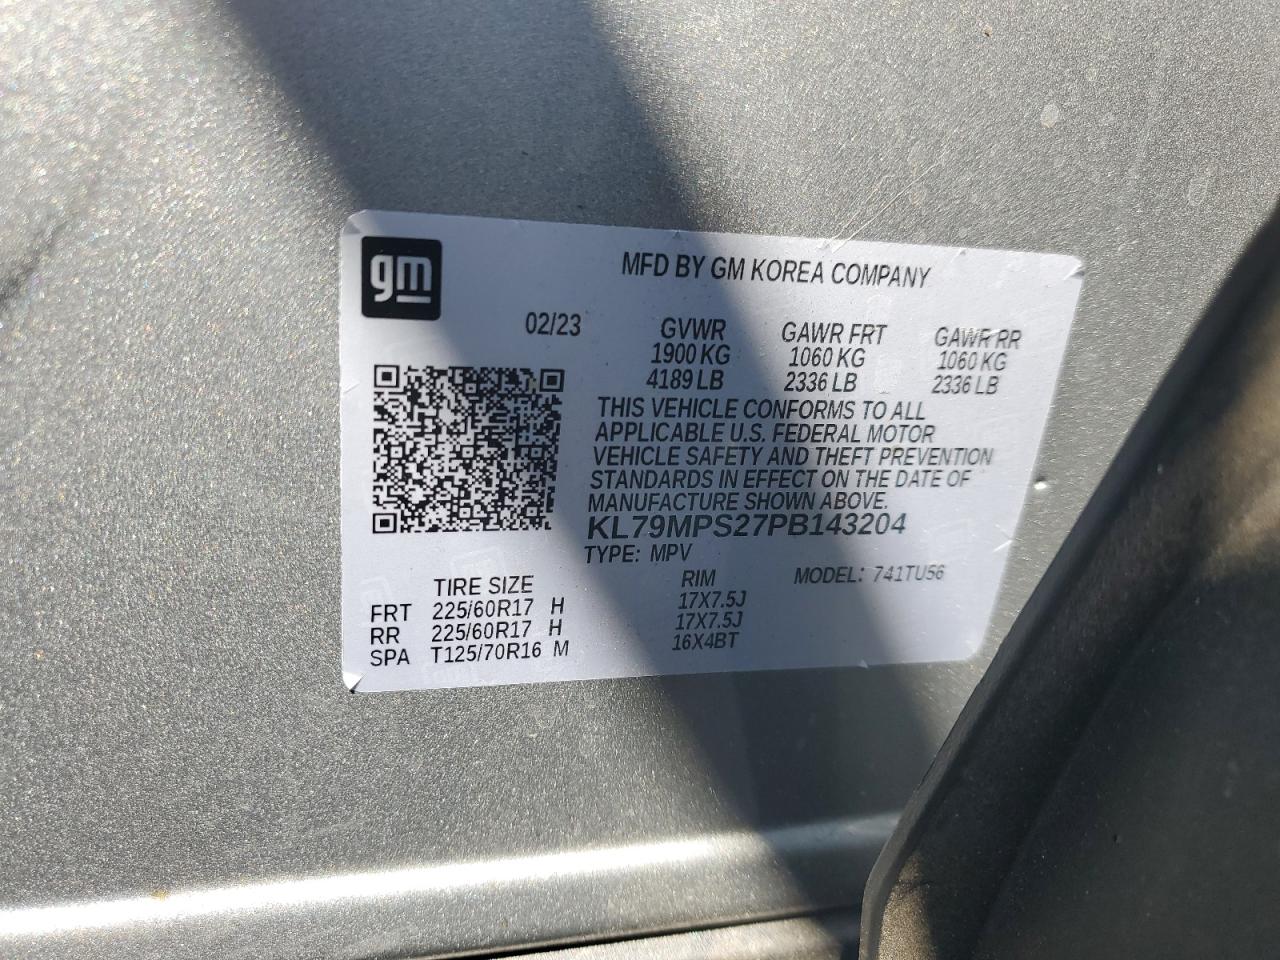 gm
MFD BY GM KOREA COMPANY
02/23 GVWR GAWR FRT GAWR RR
1900 KG 1060 KG 1060 KG
4189 LB 2336 LB 2336 LB
THIS VEHICLE CONFORMS TO ALL
APPLICABLE U.S. FEDERAL MOTOR
VEHICLE SAFETY AND THEFT PREVENTION
STANDARDS IN EFFECT ON THE DATE OF
MANUFACTURE SHOWN ABOVE.
KL79MPS27PB143204
TYPE: MPV MODEL: 741TU56
TIRE SIZE RIM
FRT 225/60R17 H 17X7.5J
RR 225/60R17 H 17X7.5J
SPA T125/70R16 M 16X4BT